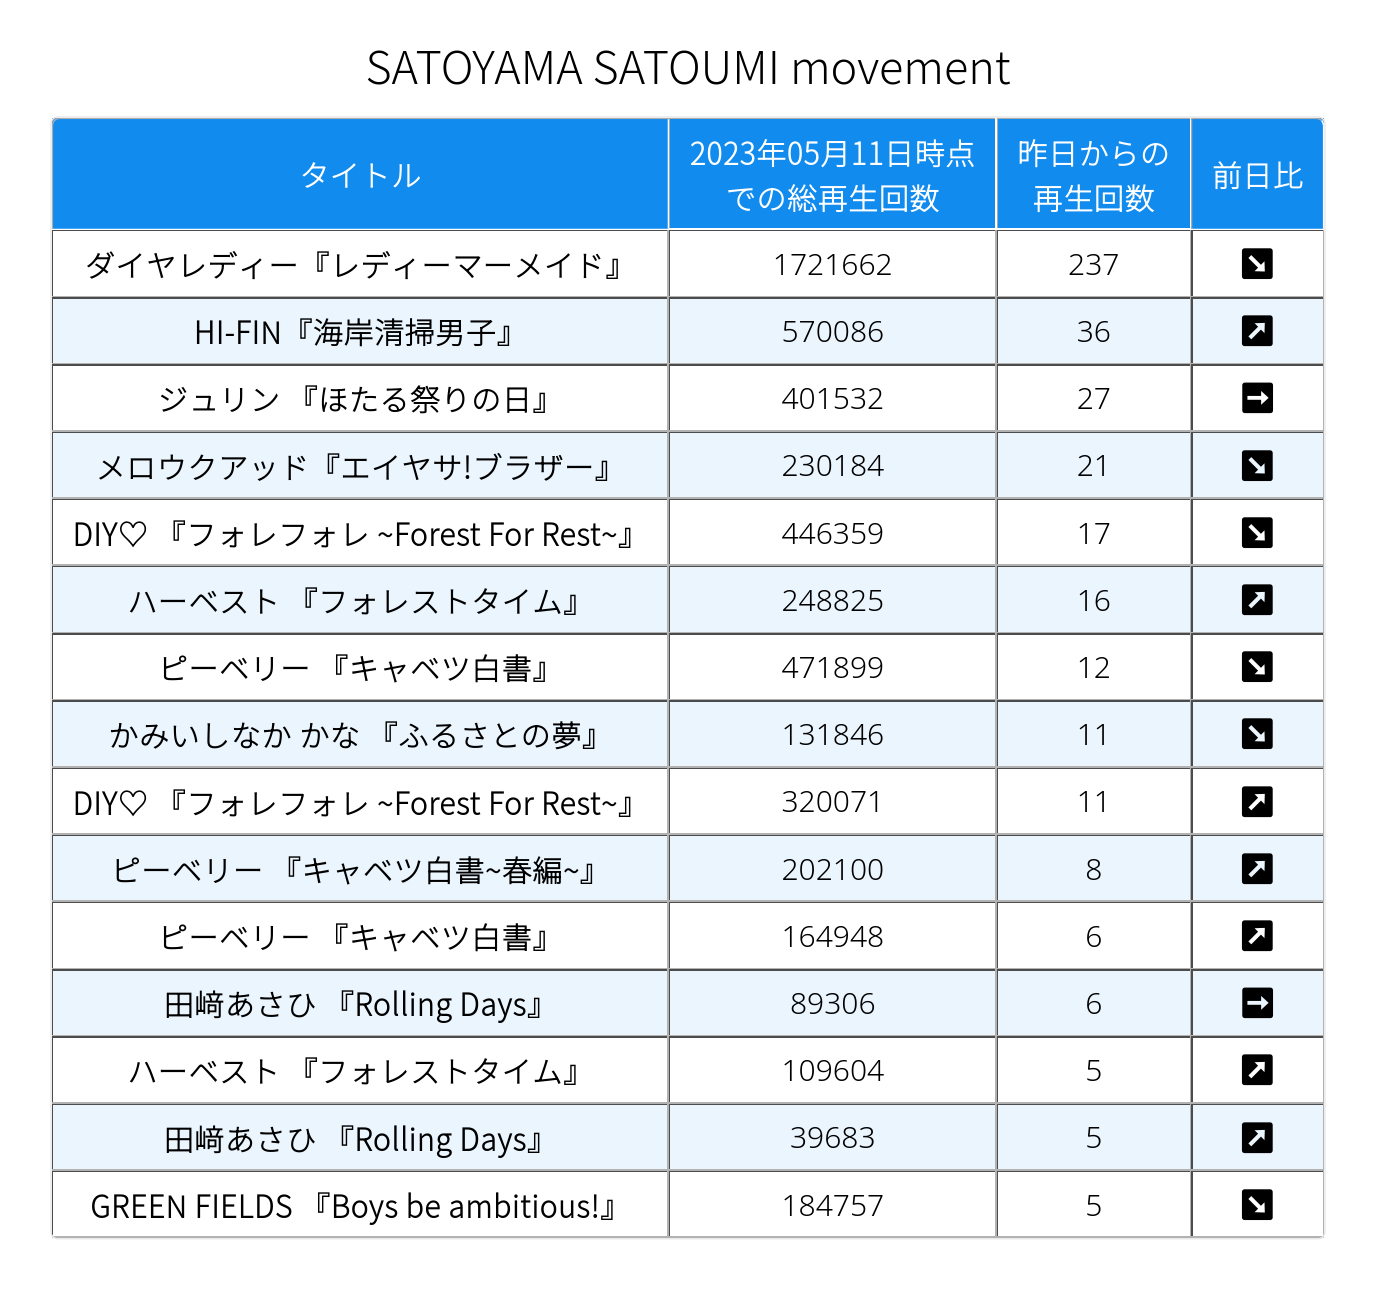 SATOYAMA SATOUMI movement
タイトル
2023年05月11日時点
での総再生回数
昨日からの
再生回数
前日比
ダイヤレディー『レディーマーメイド』 1721662 237 ↘
HI-FIN『海岸清掃男子』 570086 36 ↗
ジュリン 『ほたる祭りの日』 401532 27 →
メロウクアッド『エイヤサ!ブラザー』 230184 21 ↘
DIY♡ 『フォレフォレ ~Forest For Rest~』 446359 17 ↘
ハーベスト 『フォレストタイム』 248825 16 ↗
ピーベリー 『キャベツ白書』 471899 12 ↘
かみいしなか かな 『ふるさとの夢』 131846 11 ↘
DIY♡ 『フォレフォレ ~Forest For Rest~』 320071 11 ↗
ピーベリー 『キャベツ白書~春編~』 202100 8 ↗
ピーベリー 『キャベツ白書』 164948 6 ↗
田﨑あさひ 『Rolling Days』 89306 6 →
ハーベスト 『フォレストタイム』 109604 5 ↗
田﨑あさひ 『Rolling Days』 39683 5 ↗
GREEN FIELDS 『Boys be ambitious!』 184757 5 ↘